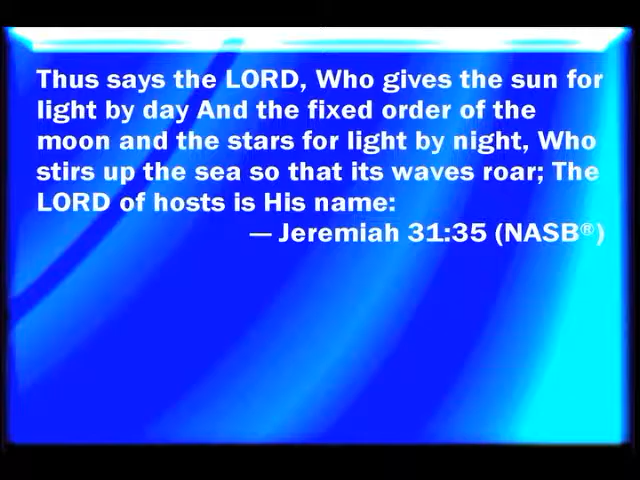 Thus says the LORD, Who gives the sun for
light by day And the fixed order of the
moon and the stars for light by night, Who
stirs up the sea so that its waves roar; The
LORD of hosts is His name:
— Jeremiah 31:35 (NASB®)